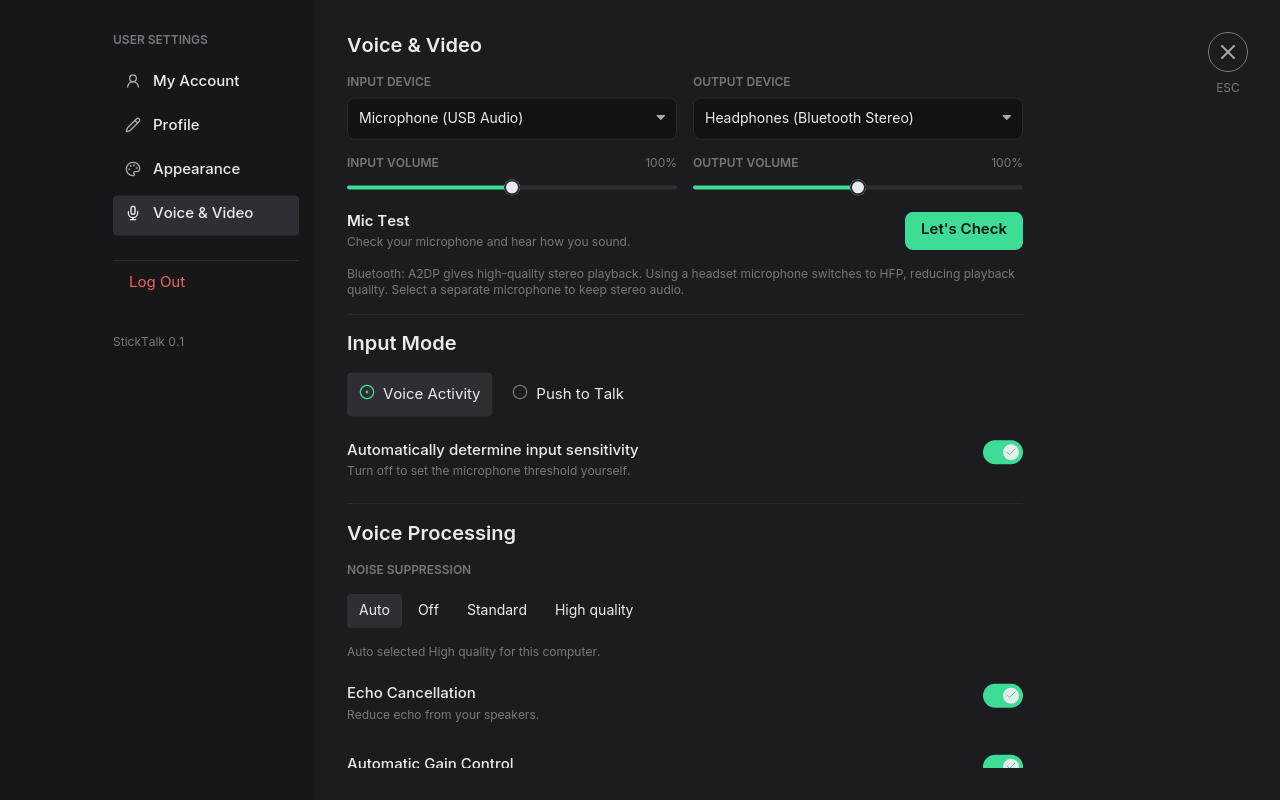 USER SETTINGS
My Account
Profile
Appearance
Voice & Video
Log Out
StickTalk 0.1
Voice & Video
INPUT DEVICE
OUTPUT DEVICE
Microphone (USB Audio)
Headphones (Bluetooth Stereo)
INPUT VOLUME 100%
OUTPUT VOLUME 100%
Mic Test
Check your microphone and hear how you sound.
Let's Check
Bluetooth: A2DP gives high-quality stereo playback. Using a headset microphone switches to HFP, reducing playback
quality. Select a separate microphone to keep stereo audio.
Input Mode
Voice Activity
Push to Talk
Automatically determine input sensitivity
Turn off to set the microphone threshold yourself.
Voice Processing
NOISE SUPPRESSION
Auto
Off
Standard
High quality
Auto selected High quality for this computer.
Echo Cancellation
Reduce echo from your speakers.
Automatic Gain Control
ESC